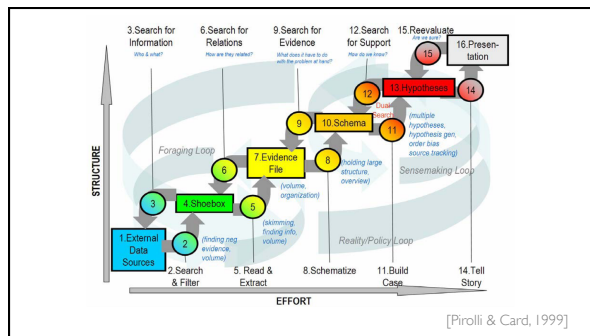 3.Search for
Information
Who & what?
6.Search for
Relations
How are they related?
9.Search for
Evidence
What does it have to do
with the problem at hand?
12.Search
for Support
How do we know?
15.Reevaluate
Are we sure?
15
16.Presen-
tation
12
13.Hypotheses
14
Dual
Search
9
10.Schema
11
(multiple
hypotheses,
hypothesis gen,
order bias
source tracking)
Foraging Loop
7.Evidence
File
6
8
(holding large
structure,
overview)
Sensemaking Loop
(volume,
organization)
3
4.Shoebox
5
(skimming,
finding info,
volume)
1.External
Data
Sources
2
(finding neg
evidence,
volume)
Reality/Policy Loop
STRUCTURE
2.Search
& Filter
5. Read &
Extract
8.Schematize
11.Build
Case
14.Tell
Story
EFFORT
[Pirolli & Card, 1999]